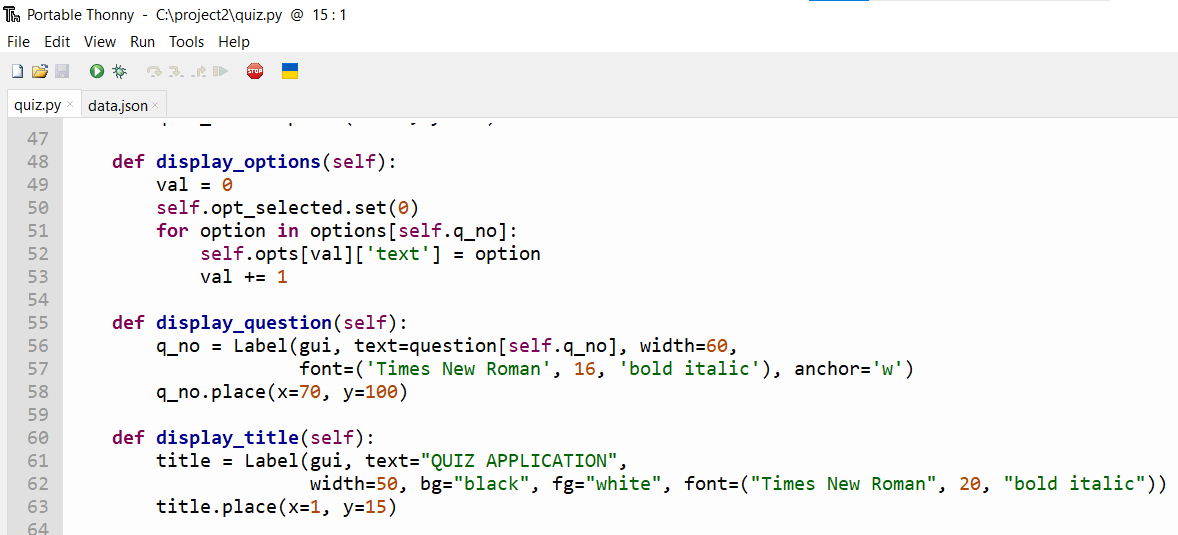 Portable Thonny - C:\project2\quiz.py @ 15 : 1
File Edit View Run Tools Help
STOP
quiz.py × data.json ×
47
48 def display_options(self):
49 val = 0
50 self.opt_selected.set(0)
51 for option in options[self.q_no]:
52 self.opts[val]['text'] = option
53 val += 1
54
55 def display_question(self):
56 q_no = Label(gui, text=question[self.q_no], width=60,
57 font=('Times New Roman', 16, 'bold italic'), anchor='w')
58 q_no.place(x=70, y=100)
59
60 def display_title(self):
61 title = Label(gui, text="QUIZ APPLICATION",
62 width=50, bg="black", fg="white", font=("Times New Roman", 20, "bold italic"))
63 title.place(x=1, y=15)
64